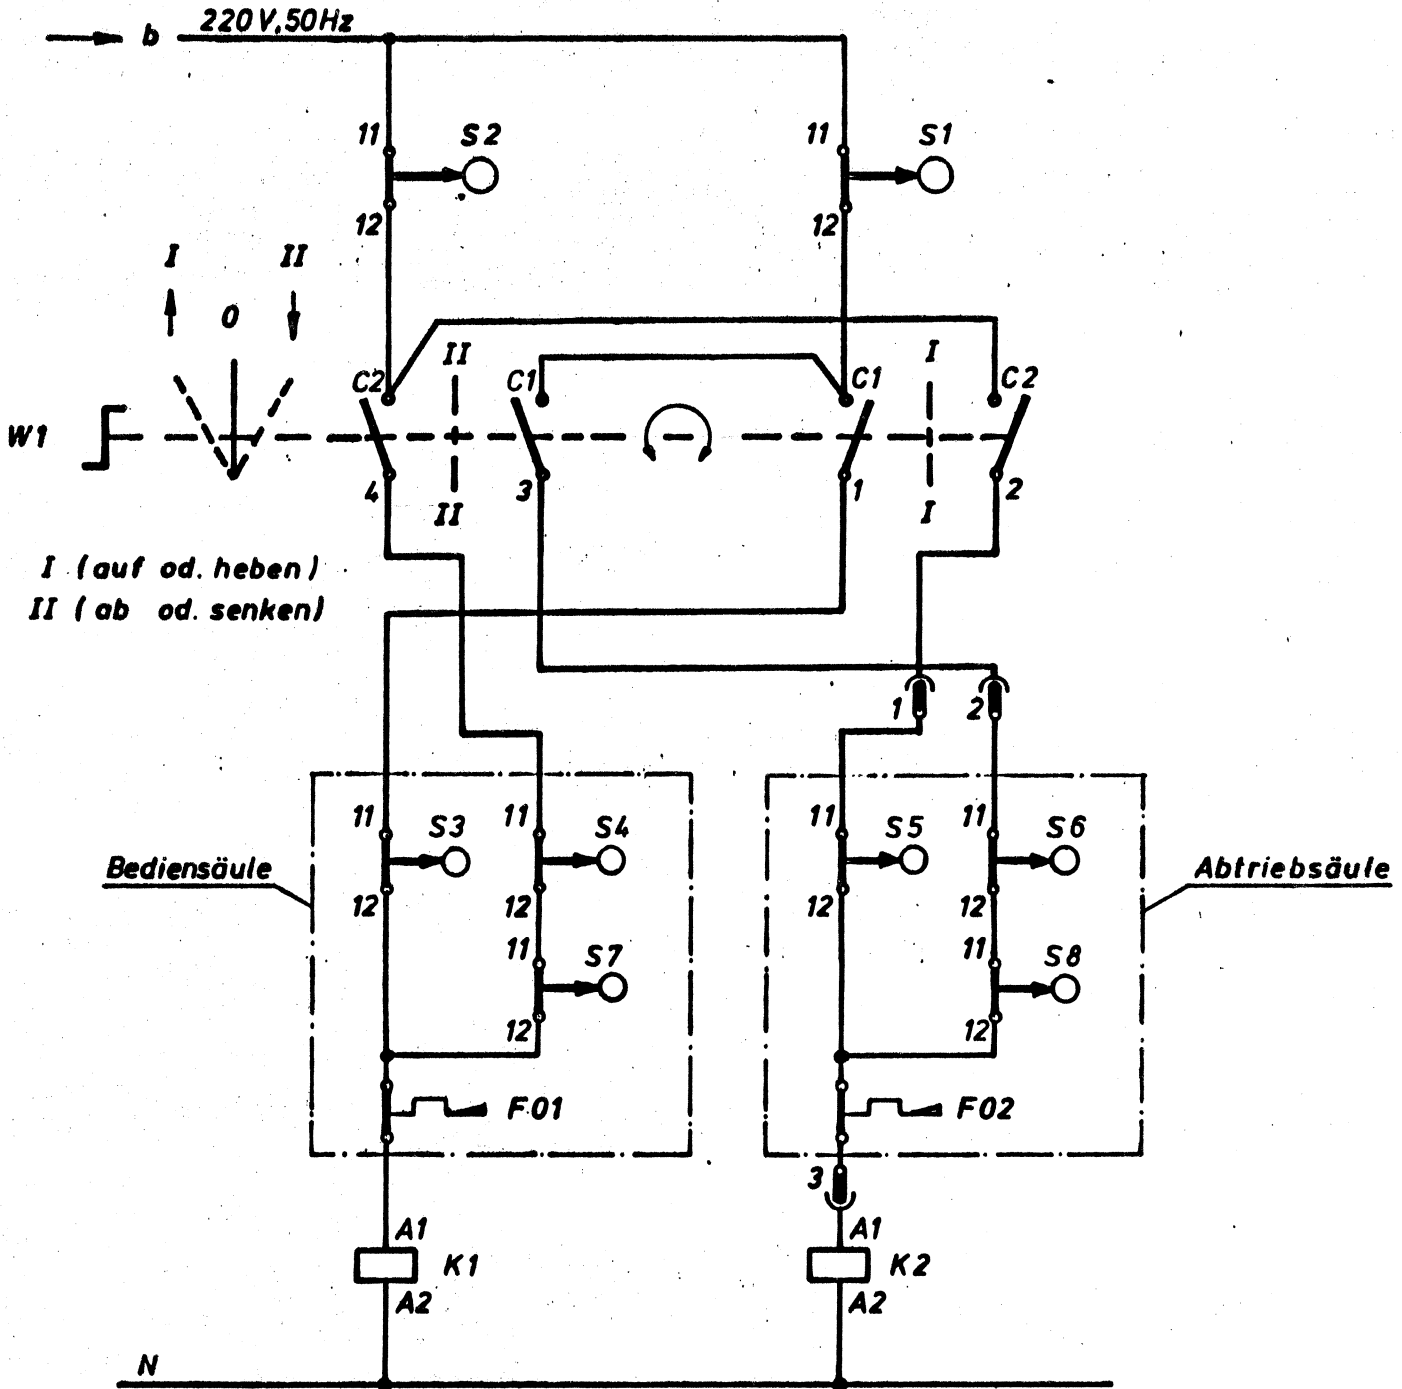 b 220V,50Hz
11 S2 11 S1
12 12
I II
0
II I
C2 C1 C1 C2
W1
4 3 1 2
II I
I (auf od. heben)
II (ab od. senken)
1 2
11 S3 11 S4 11 S5 11 S6
Bediensäule Abtriebsäule
12 12 12 12
11 S7 11 S8
12 12
F01 F02
3
A1 A1
K1 K2
A2 A2
N